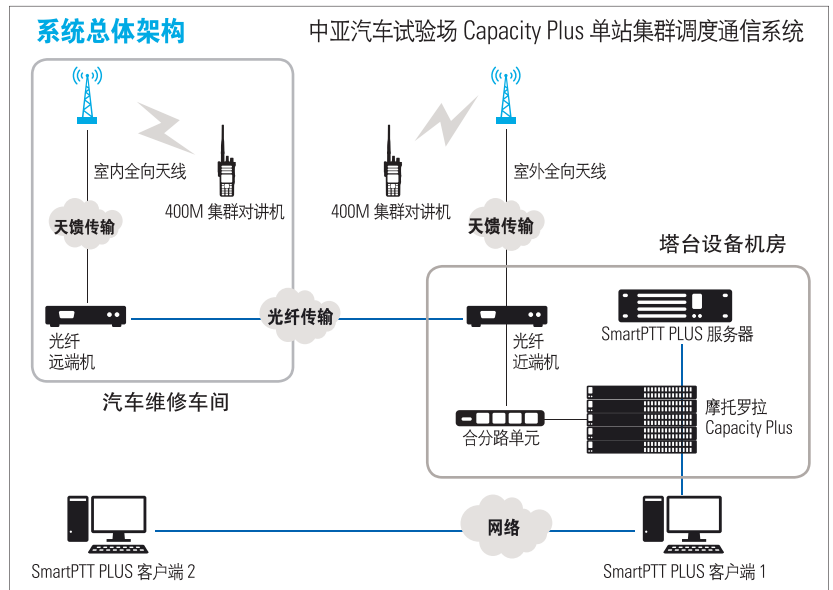 系统总体架构
中亚汽车试验场 Capacity Plus 单站集群调度通信系统
室内全向天线
400M 集群对讲机
天馈传输
光纤
远端机
汽车维修车间
光纤传输
室外全向天线
400M 集群对讲机
天馈传输
塔台设备机房
光纤
近端机
SmartPTT PLUS 服务器
合分路单元
摩托罗拉
Capacity Plus
网络
SmartPTT PLUS 客户端 2
SmartPTT PLUS 客户端 1